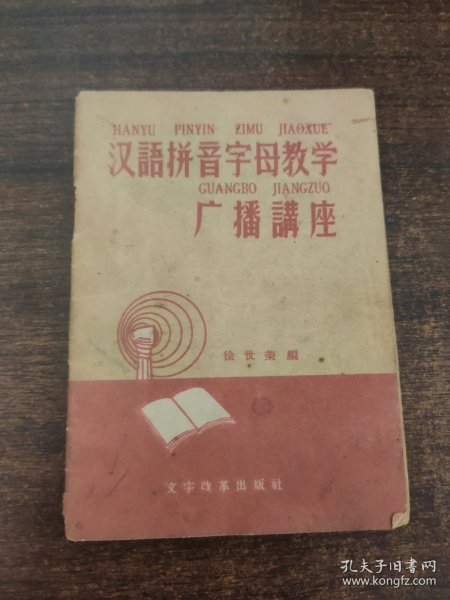 HANYU PINYIN ZIMU JIAOXUE
汉語拼音字母教学
GUANGBO JIANGZUO
广播講座
徐世荣編
文字改革出版社
孔夫子旧书网
www.kongfz.com